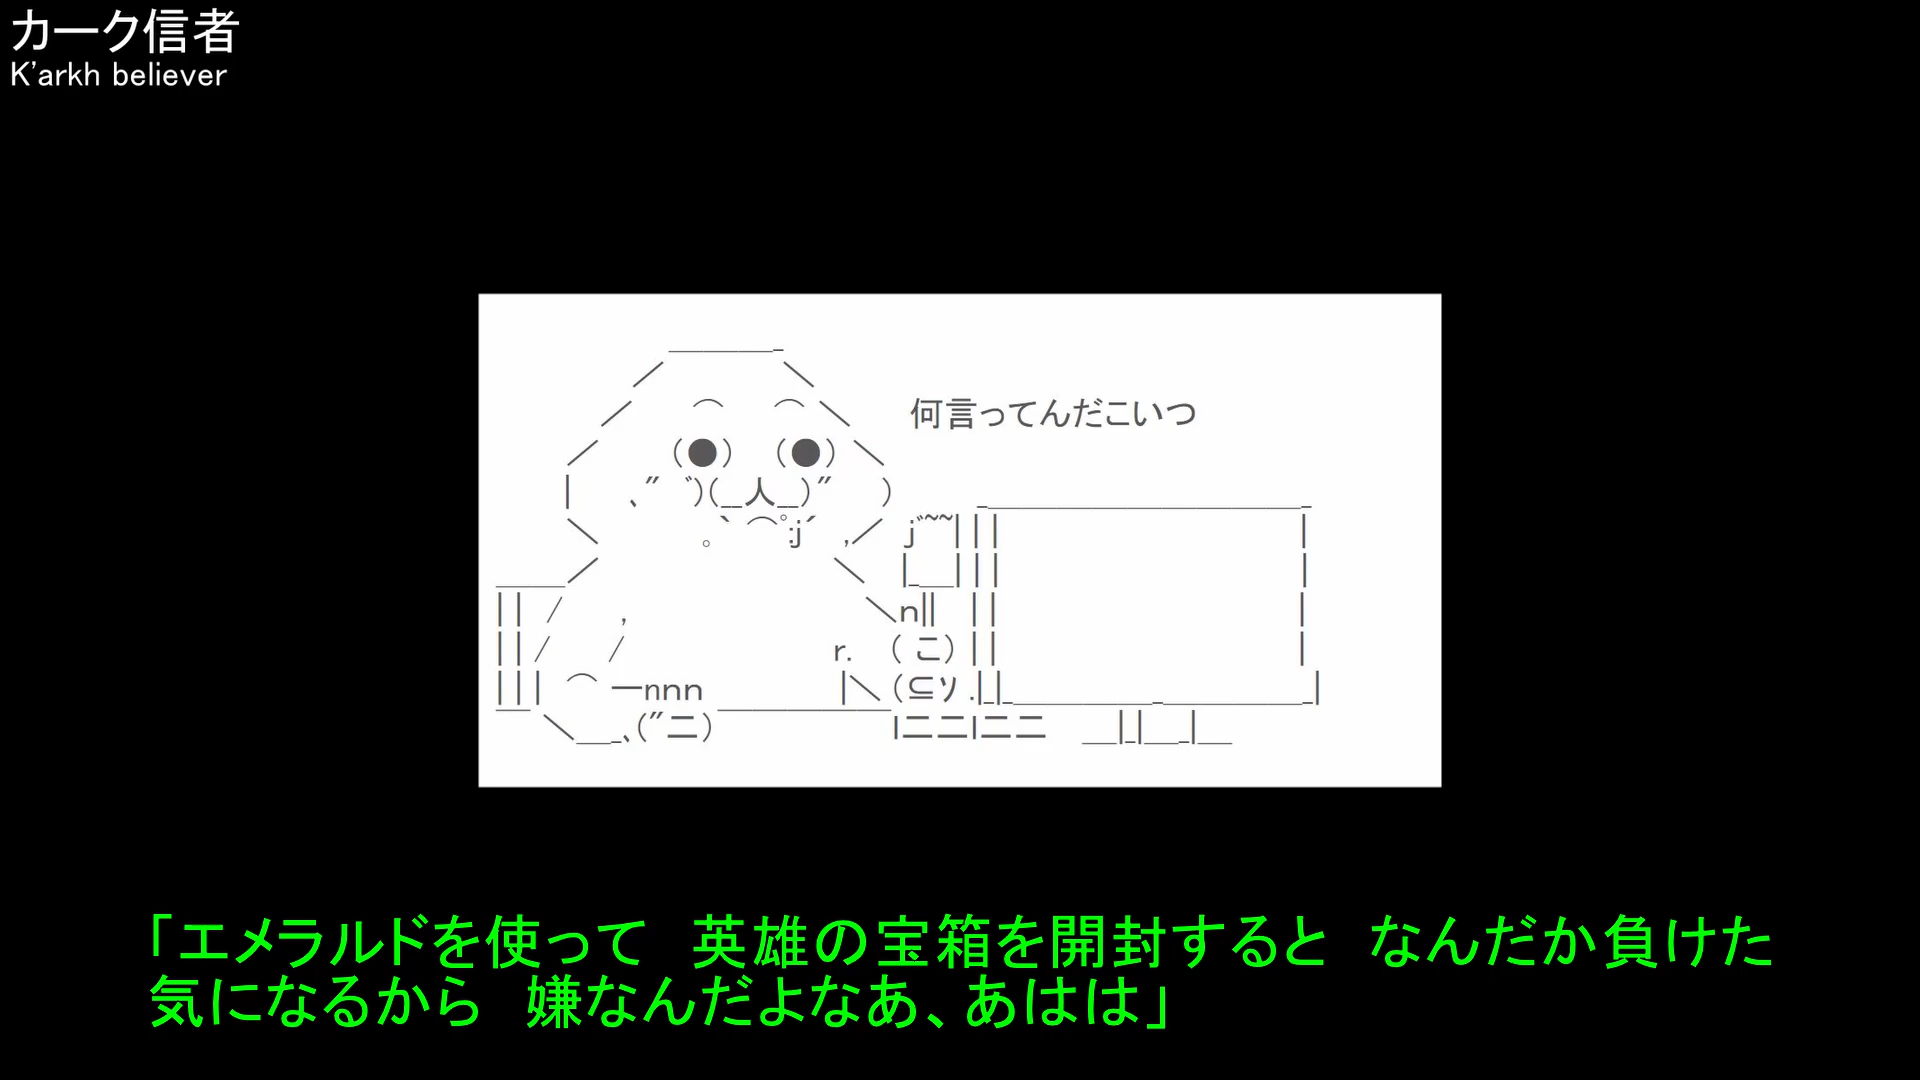 カーク信者
K'arkh believer
何言ってんだこいつ
「エメラルドを使って　英雄の宝箱を開封すると　なんだか負けた
気になるから　嫌なんだよなあ、あはは」